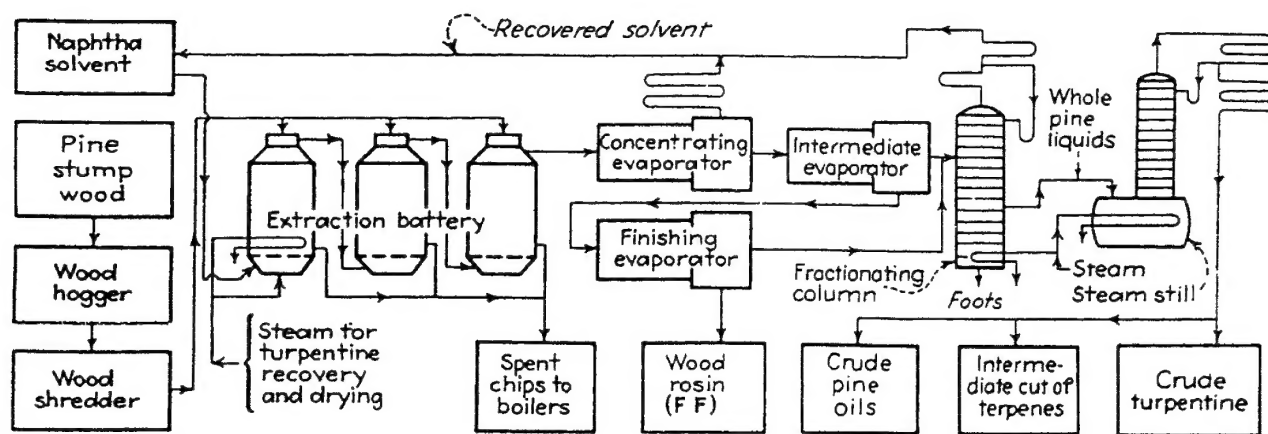 Recovered solvent
Naphtha
solvent
Pine
stump
wood
Wood
hogger
Wood
shredder
Extraction battery
Steam for
turpentine
recovery
and drying
Spent
chips to
boilers
Concentrating
evaporator
Intermediate
evaporator
Finishing
evaporator
Wood
rosin
(F F)
Whole
pine
liquids
Fractionating
column
Foots
Steam
Steam still
Crude
pine
oils
Interme-
diate cut of
terpenes
Crude
turpentine